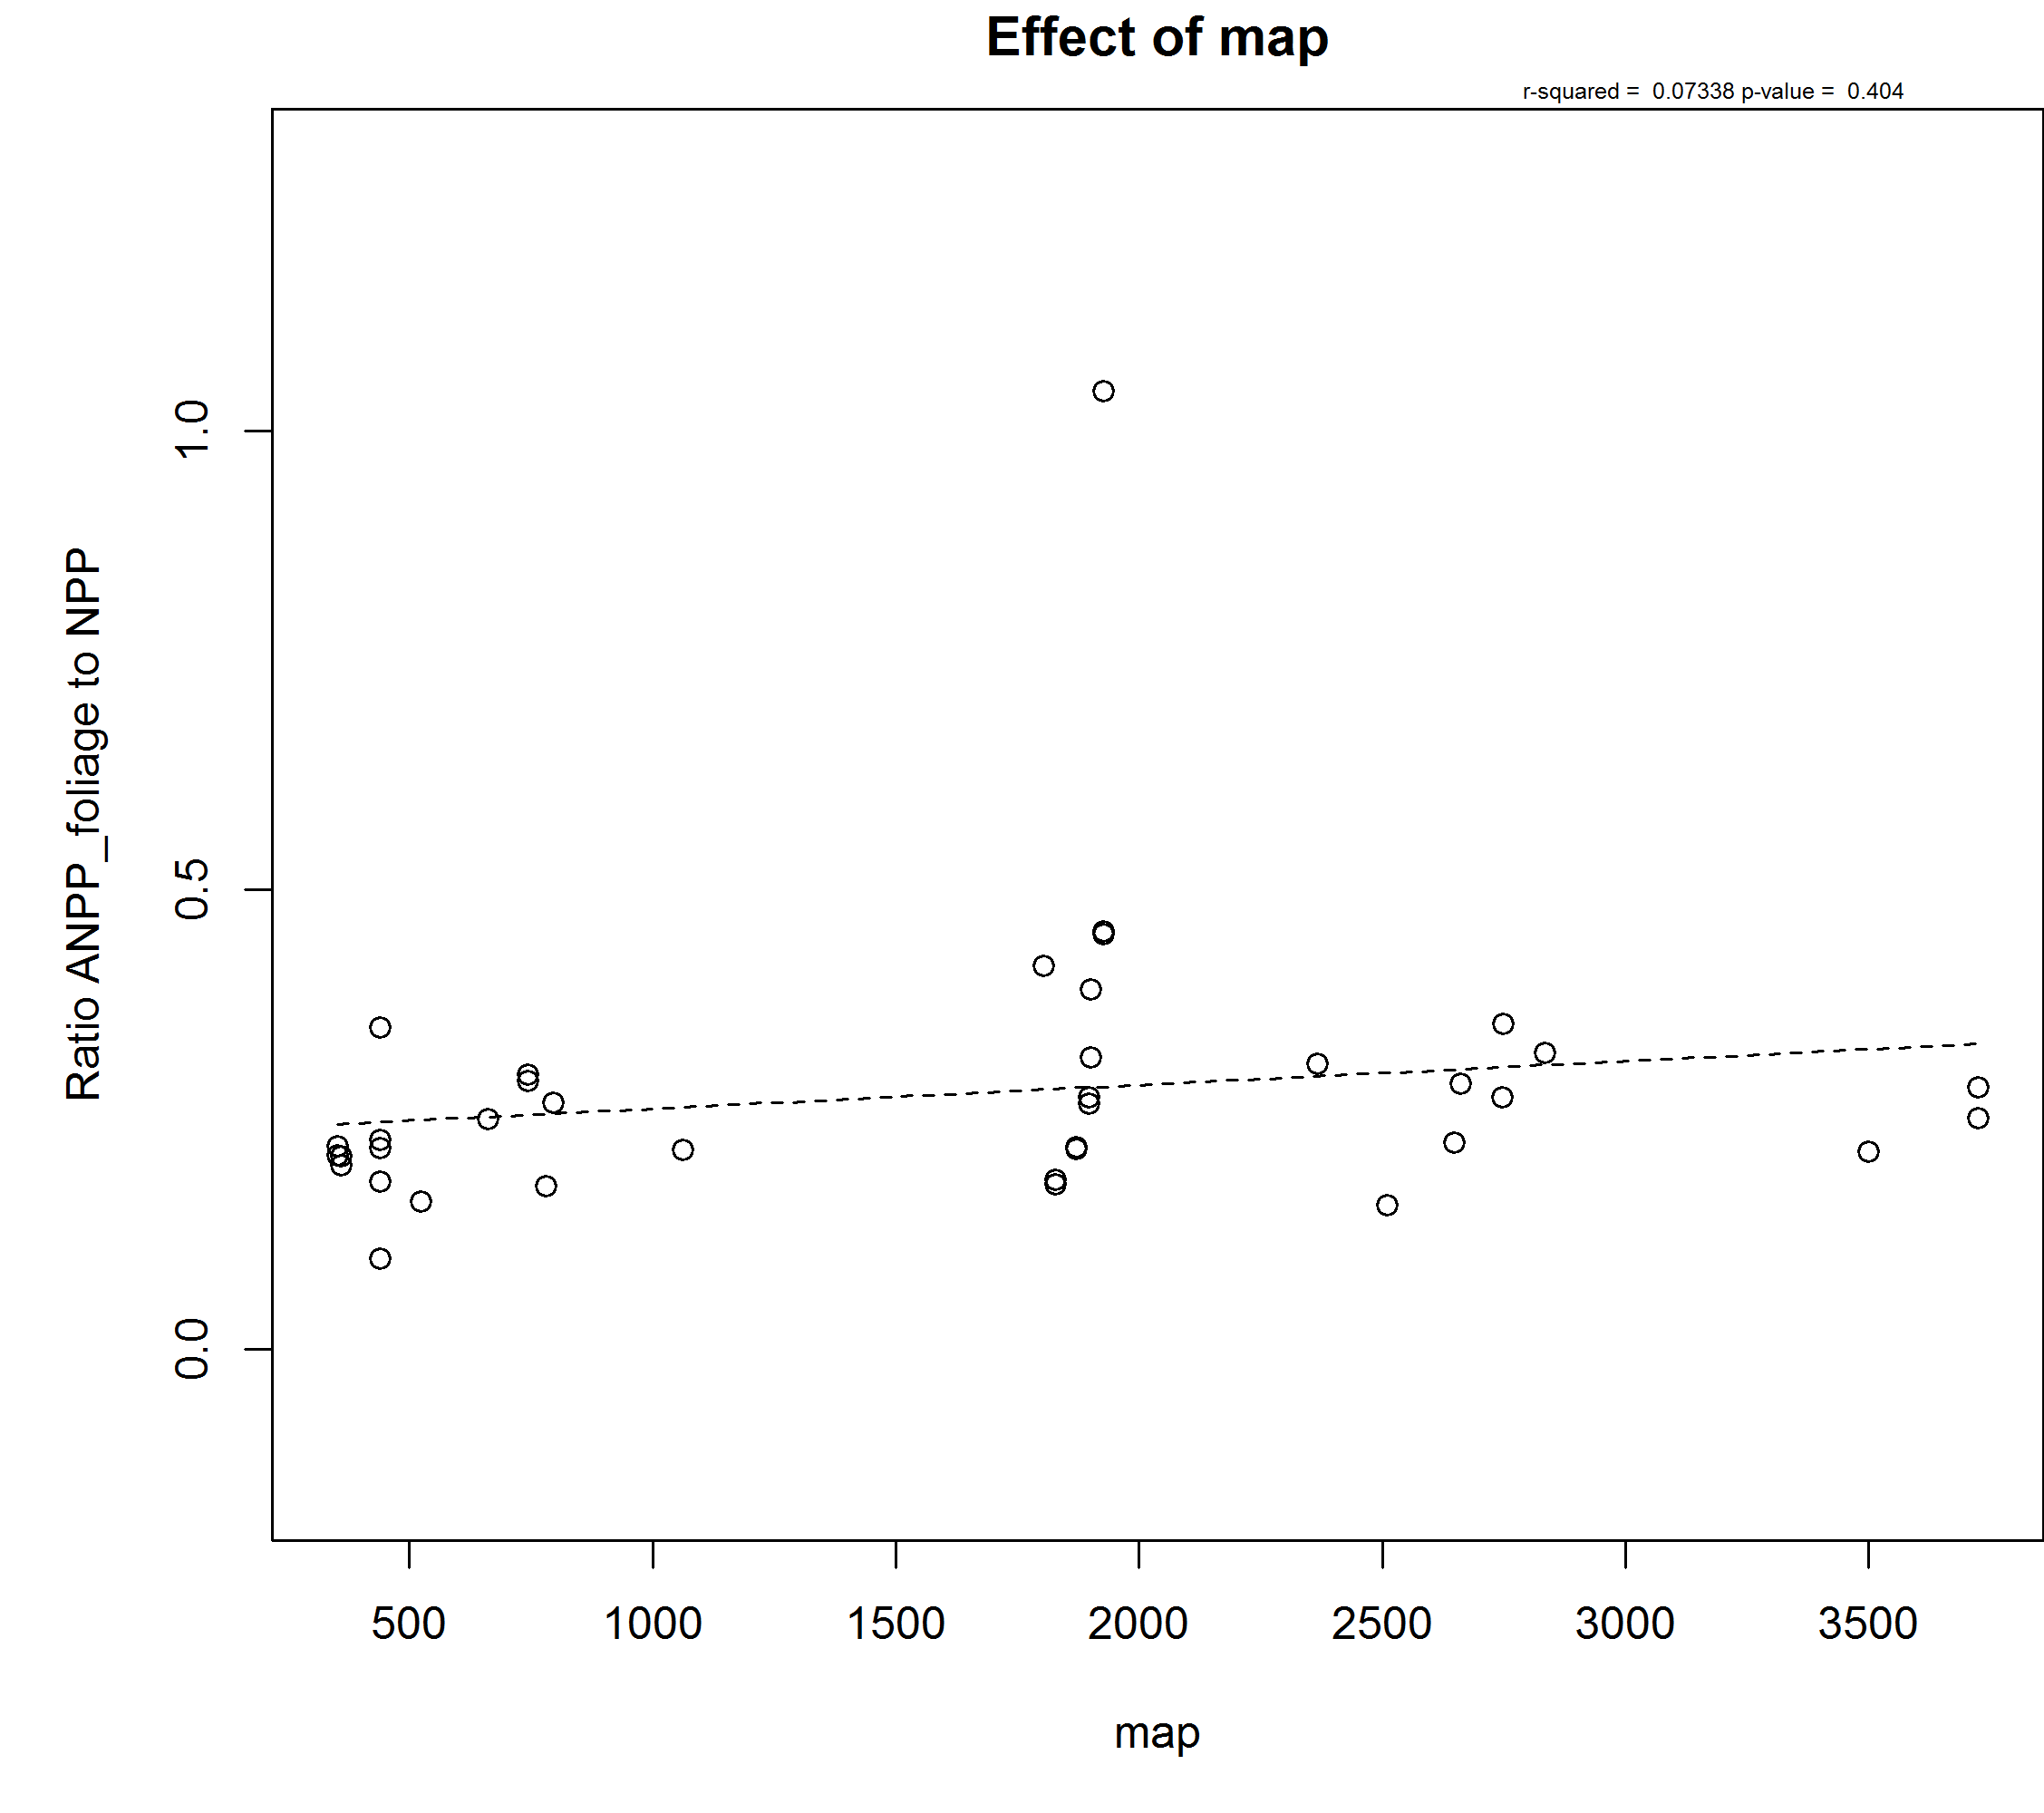 Effect of map
r-squared = 0.07338 p-value = 0.404
Ratio ANPP_foliage to NPP
1.0
0.5
0.0
500 1000 1500 2000 2500 3000 3500
map